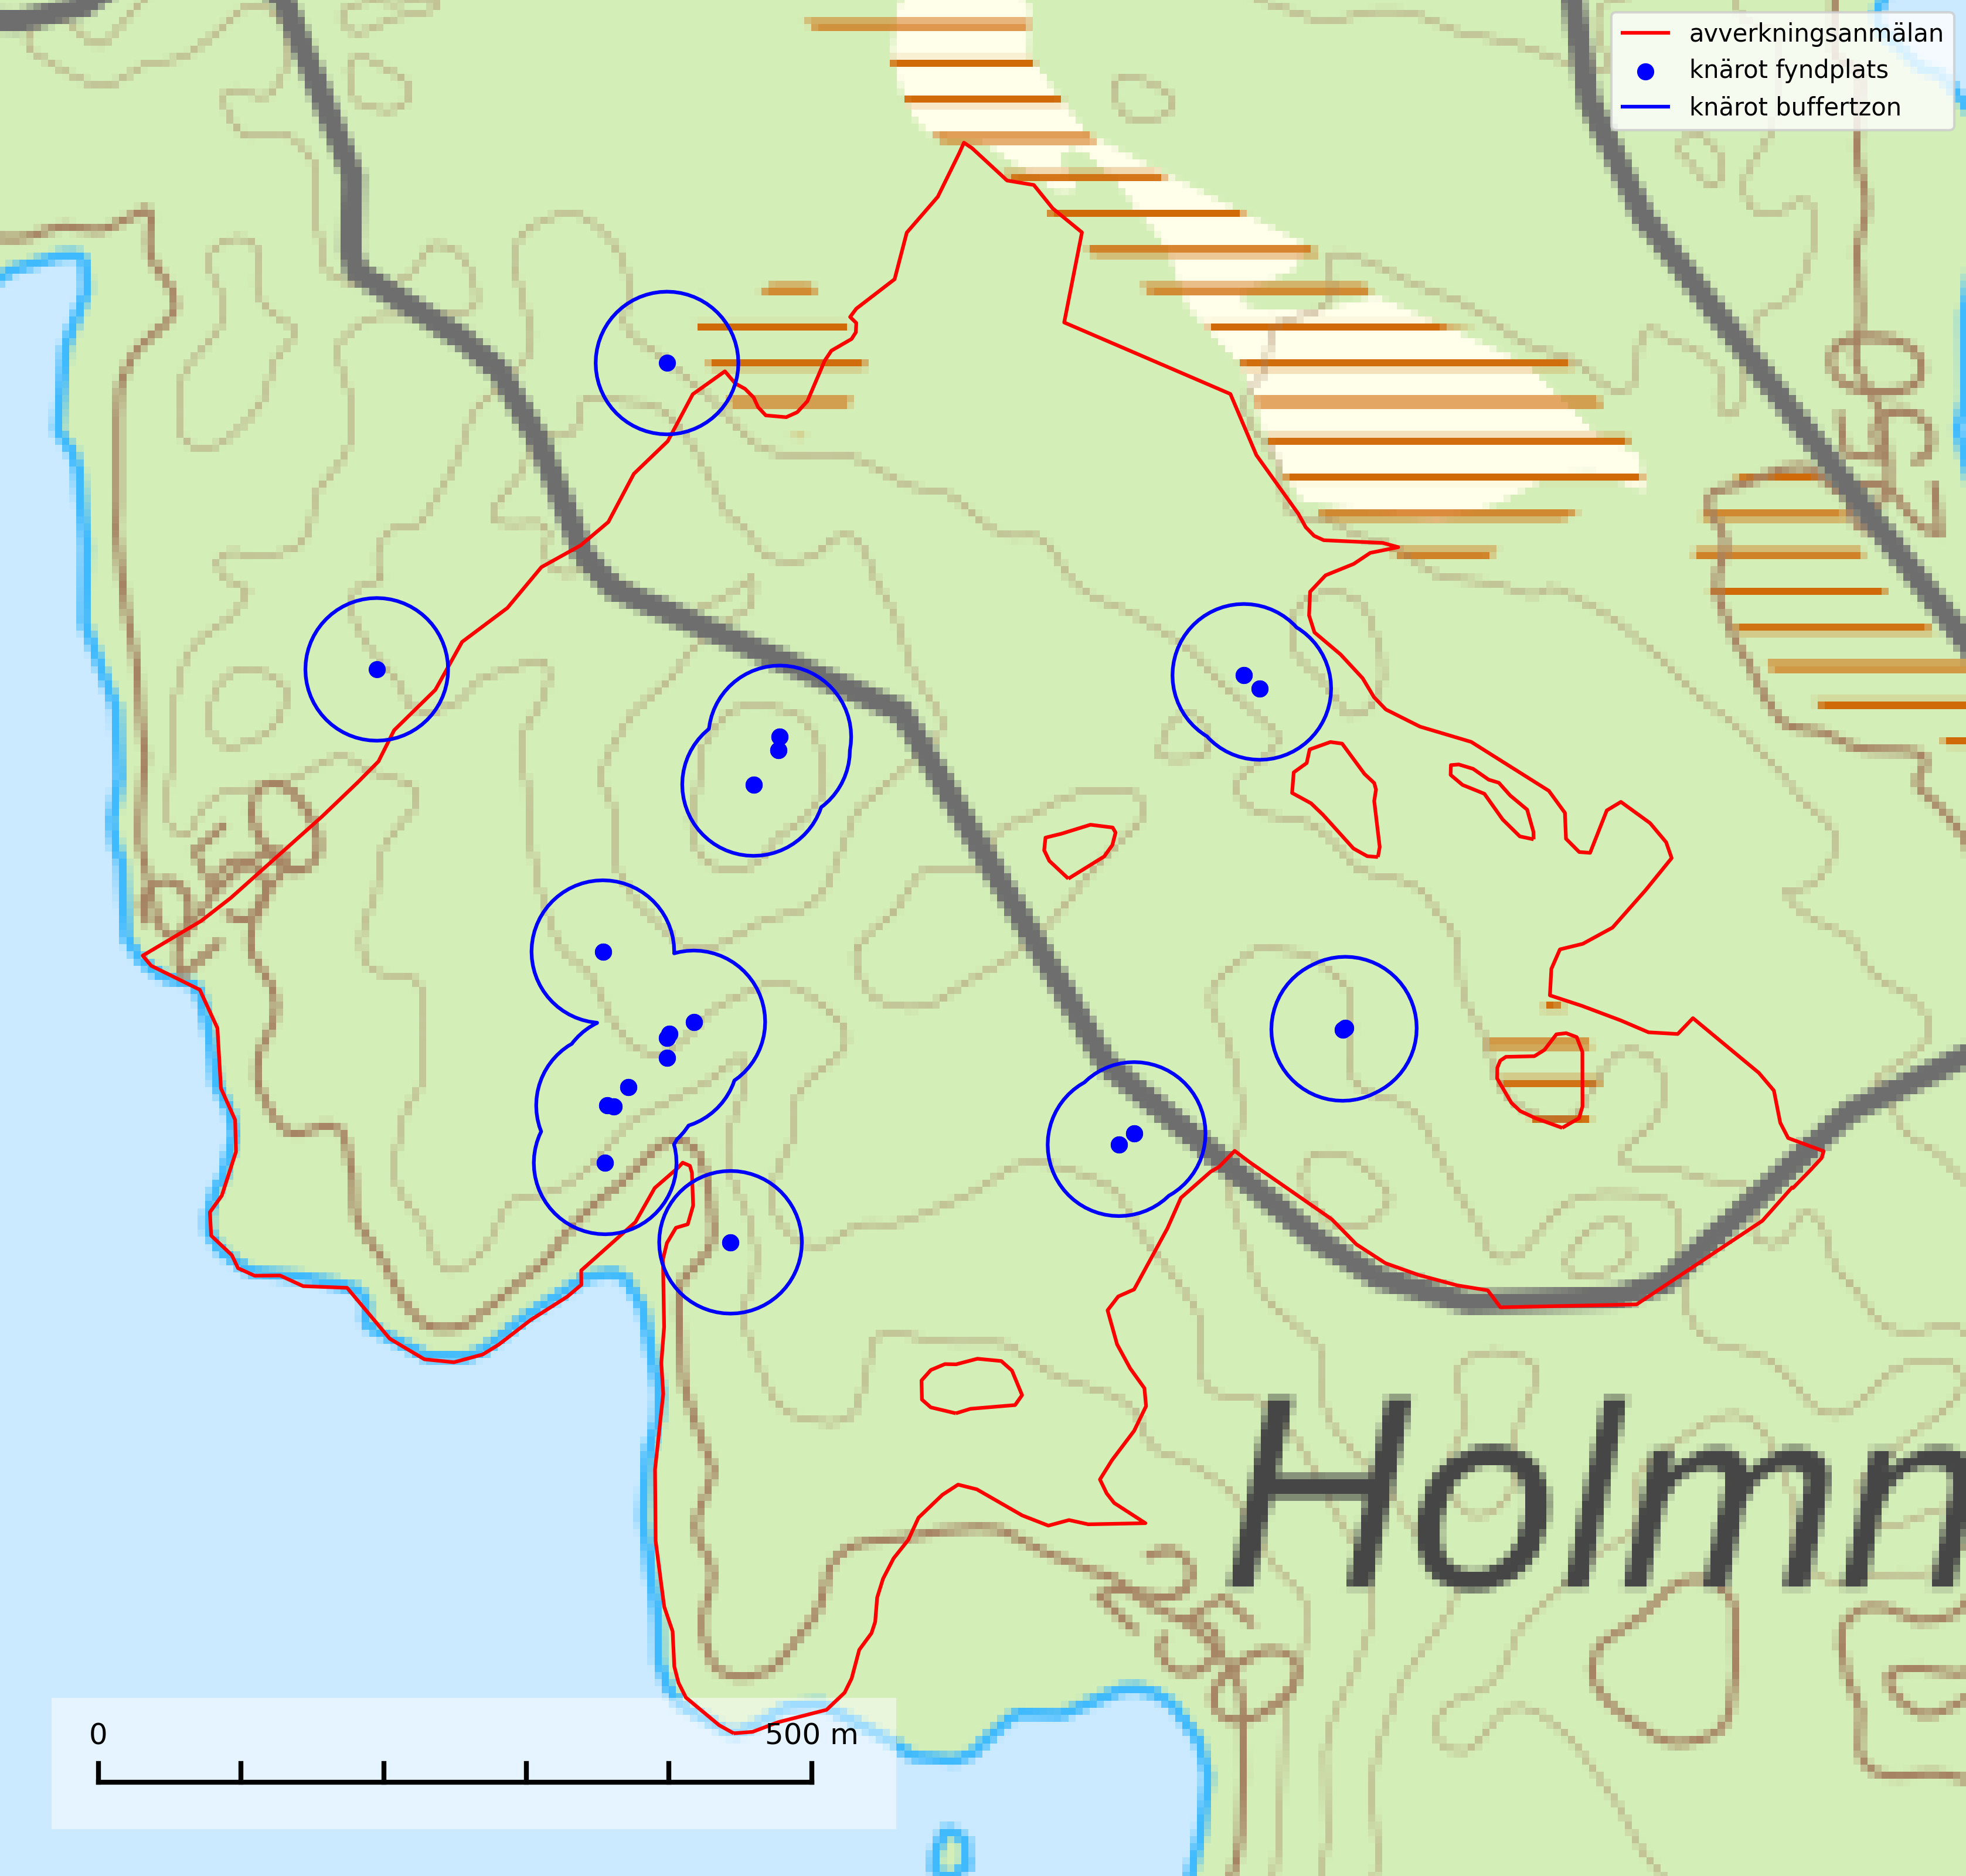 avverkningsanmälan
knärot fyndplats
knärot buffertzon
Holmn
0 500 m